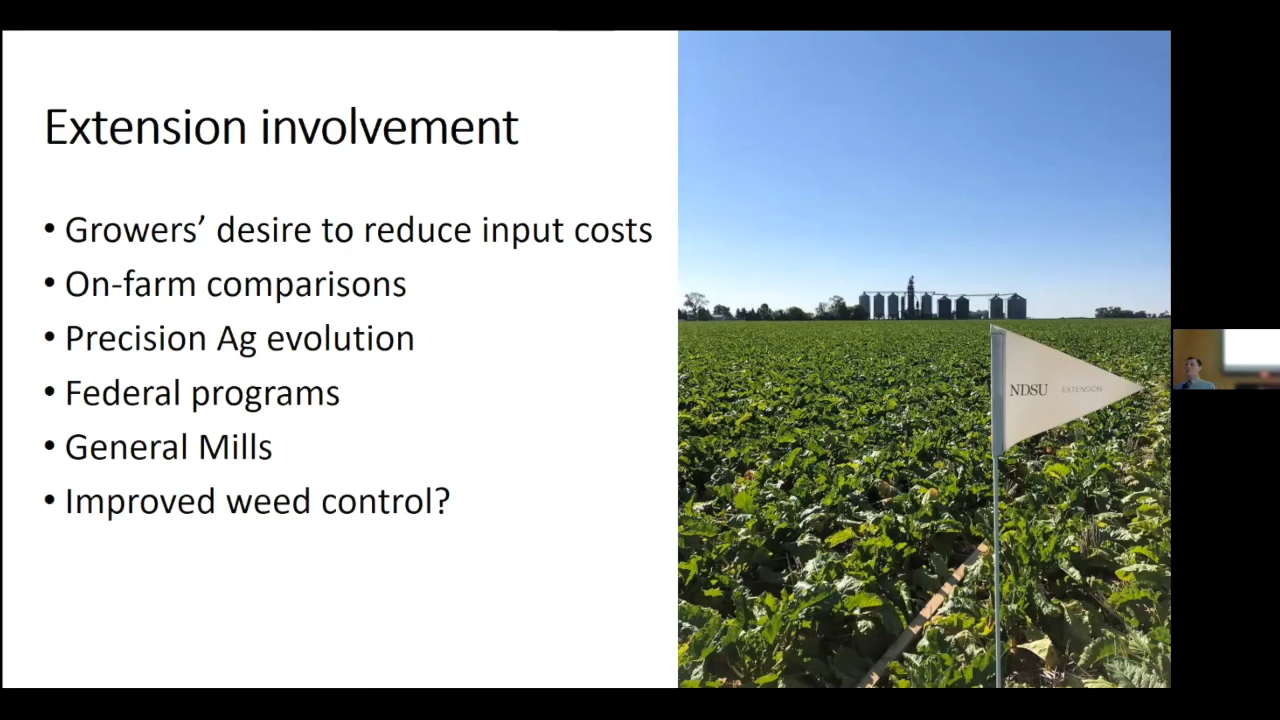 Extension involvement
• Growers’ desire to reduce input costs
• On-farm comparisons
• Precision Ag evolution
• Federal programs
• General Mills
• Improved weed control?
NDSU EXTENSION